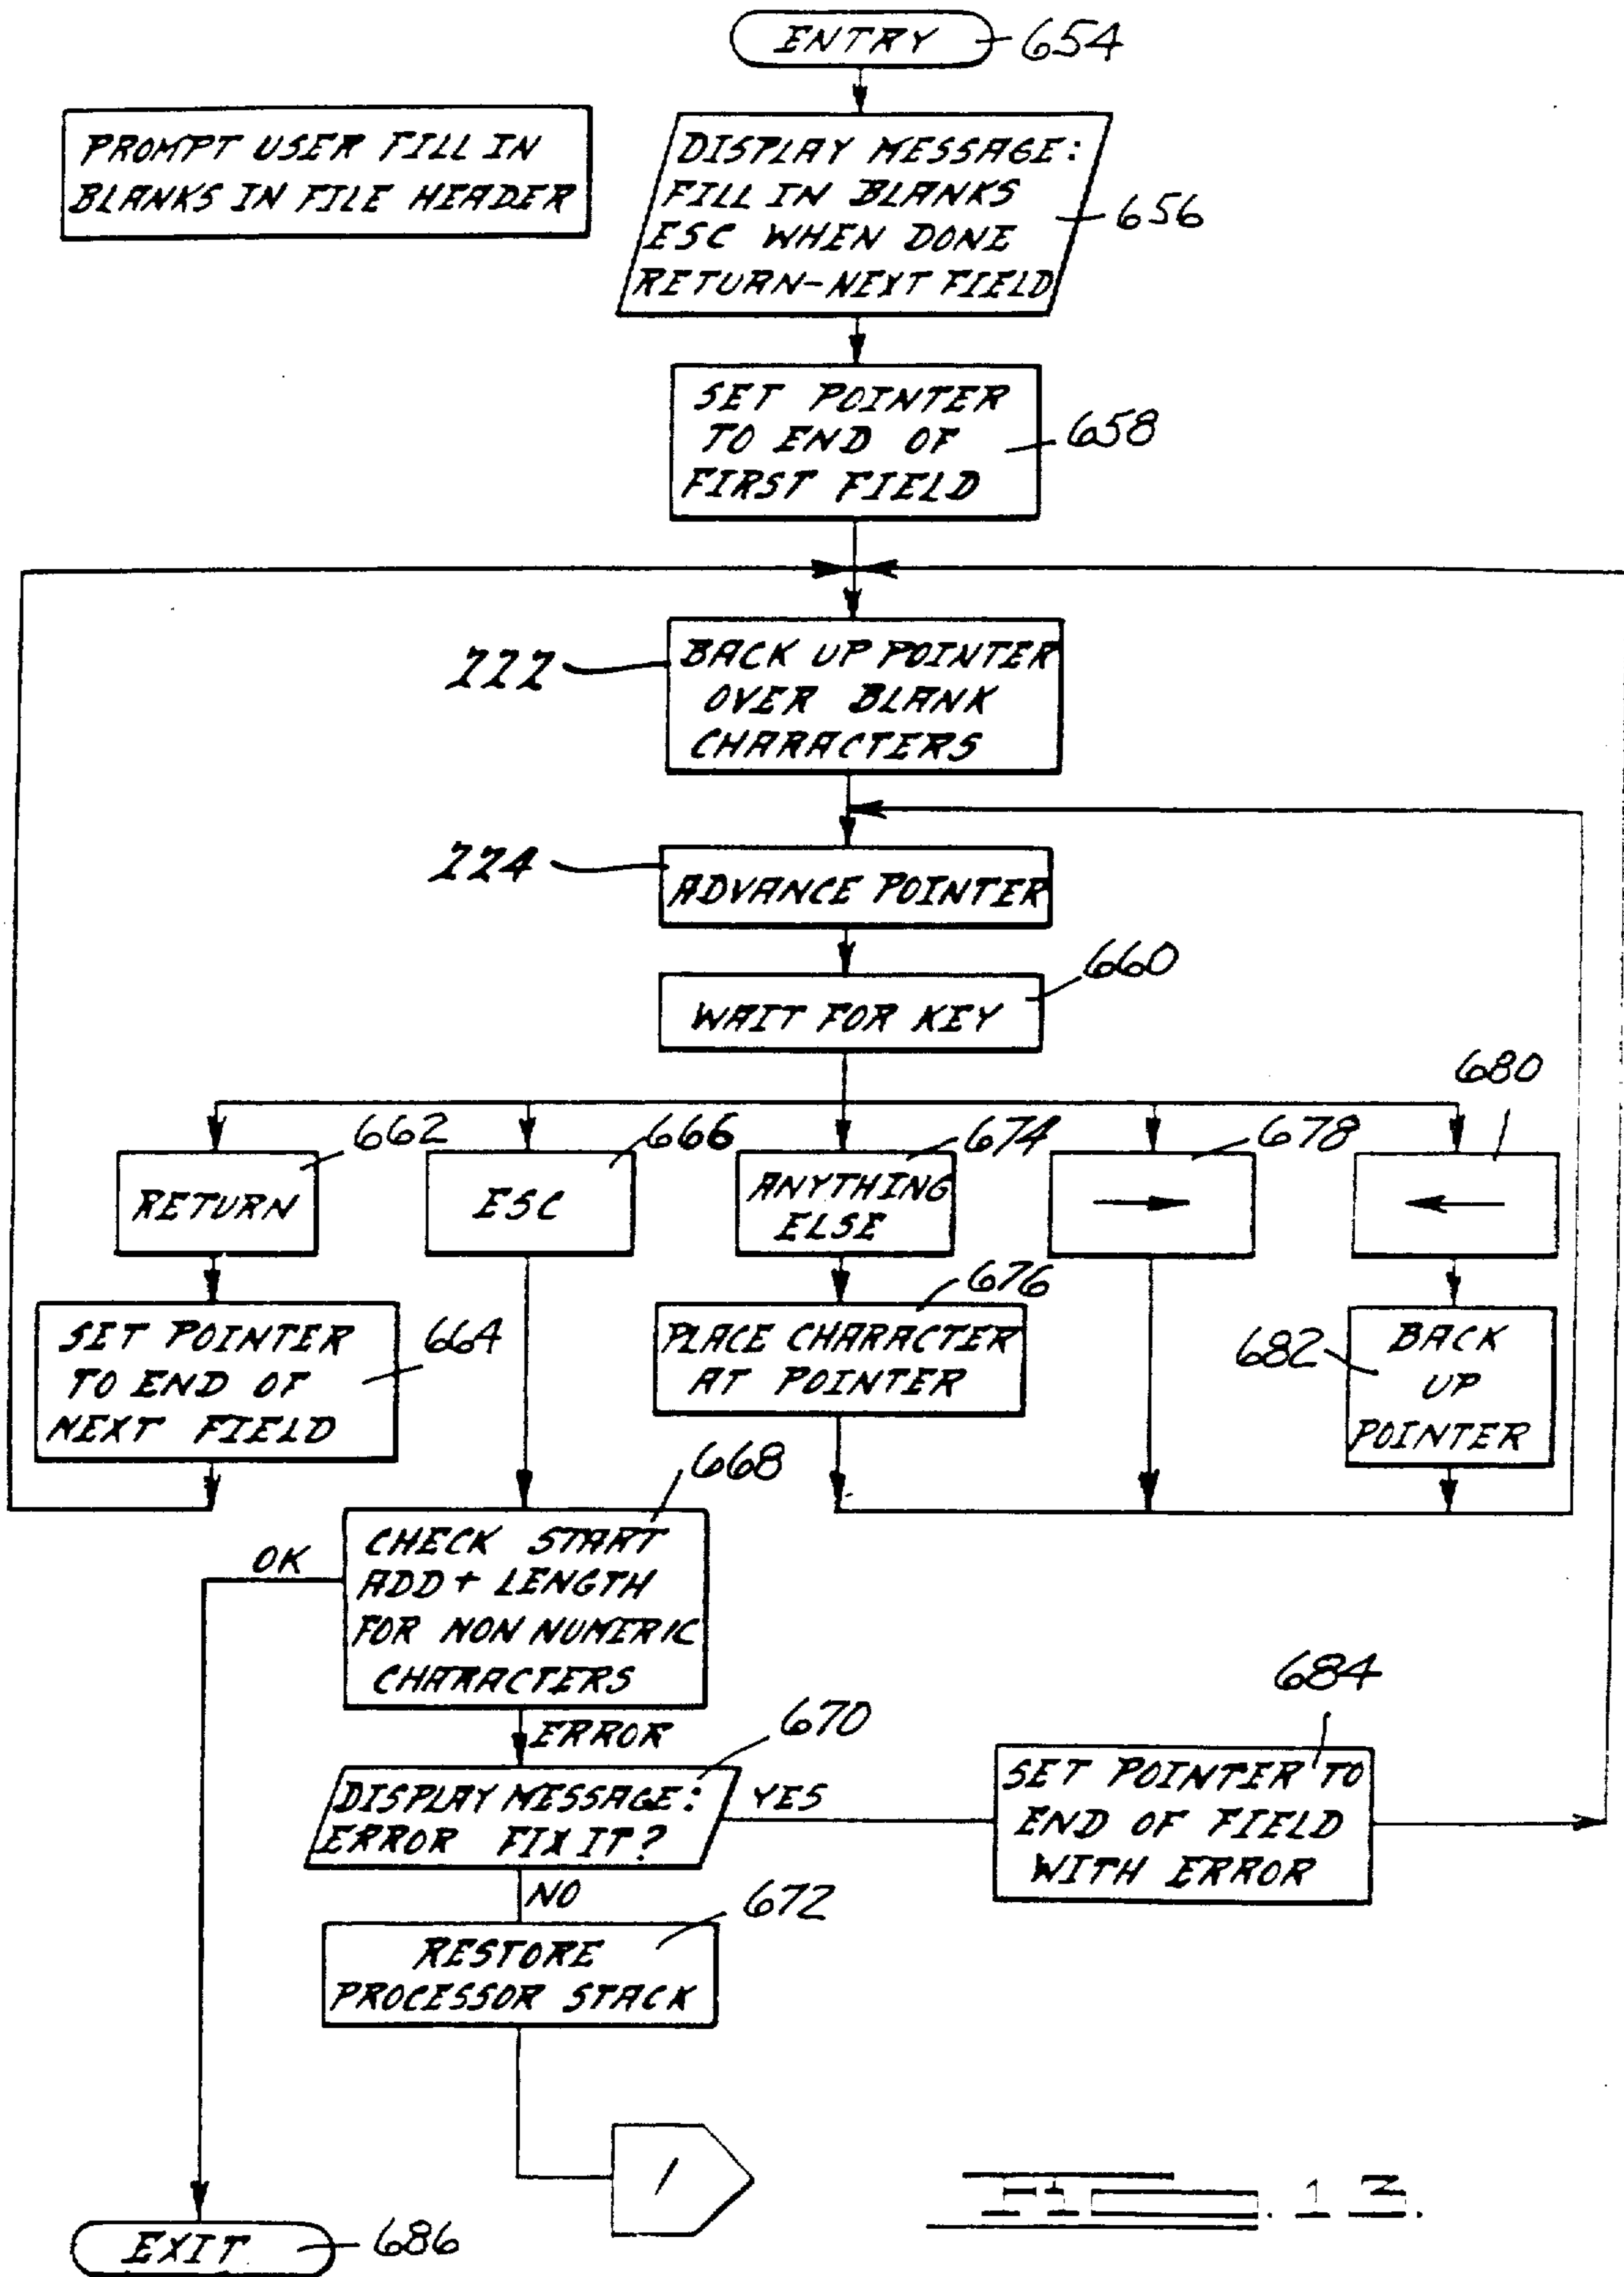 ENTRY 654
PROMPT USER FILL IN
BLANKS IN FILE HEADER
DISPLAY MESSAGE:
FILL IN BLANKS
ESC WHEN DONE
RETURN-NEXT FIELD
656
SET POINTER
TO END OF
FIRST FIELD
658
222
BACK UP POINTER
OVER BLANK
CHARACTERS
224
ADVANCE POINTER
660
WAIT FOR KEY
662
RETURN
666
ESC
674
ANYTHING
ELSE
678
→
680
←
SET POINTER
TO END OF
NEXT FIELD
664
676
PLACE CHARACTER
AT POINTER
682
BACK
UP
POINTER
668
OK
CHECK START
ADD + LENGTH
FOR NON NUMERIC
CHARACTERS
ERROR
670
DISPLAY MESSAGE:
ERROR FIX IT?
YES
684
SET POINTER TO
END OF FIELD
WITH ERROR
NO
672
RESTORE
PROCESSOR STACK
1
EXIT 686
13.